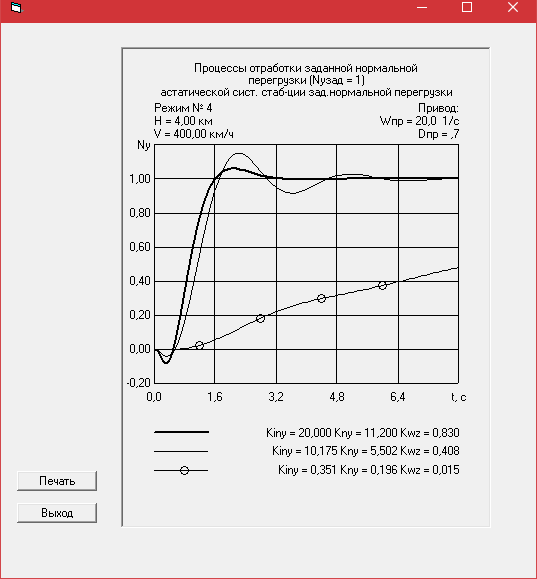 Процессы отработки заданной нормальной
перегрузки (Nyзад = 1)
астатической сист. стаб-ции зад.нормальной перегрузки
Режим № 4 Привод:
H = 4,00 км Wпр = 20,0 1/с
V = 400,00 км/ч Dпр = ,7
Ny
1,00
0,80
0,60
0,40
0,20
0,00
-0,20
0,0 1,6 3,2 4,8 6,4 t, c
Kiny = 20,000 Kny = 11,200 Kwz = 0,830
Kiny = 10,175 Kny = 5,502 Kwz = 0,408
Kiny = 0,351 Kny = 0,196 Kwz = 0,015
Печать
Выход